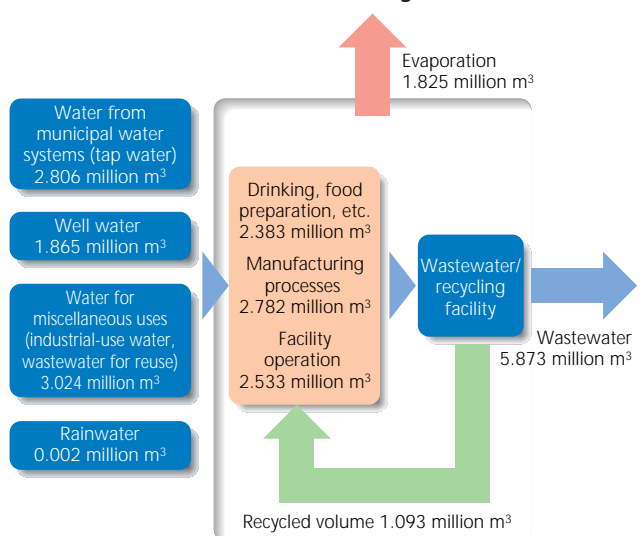 Evaporation
1.825 million m³
Water from
municipal water
systems (tap water)
2.806 million m³
Well water
1.865 million m³
Water for
miscellaneous uses
(industrial-use water,
wastewater for reuse)
3.024 million m³
Rainwater
0.002 million m³
Drinking, food
preparation, etc.
2.383 million m³
Manufacturing
processes
2.782 million m³
Facility
operation
2.533 million m³
Wastewater/
recycling
facility
Wastewater
5.873 million m³
Recycled volume 1.093 million m³